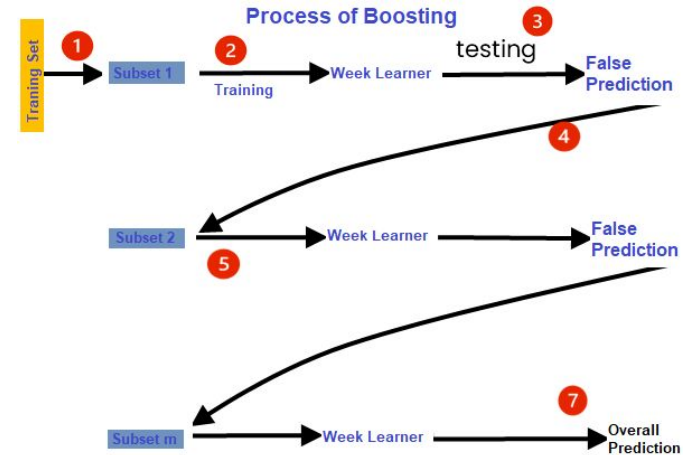 Process of Boosting
Traning Set
1
Subset 1
2
Training
Week Learner
3
testing
False
Prediction
4
Subset 2
5
Week Learner
False
Prediction
Subset m
Week Learner
7
Overall
Prediction